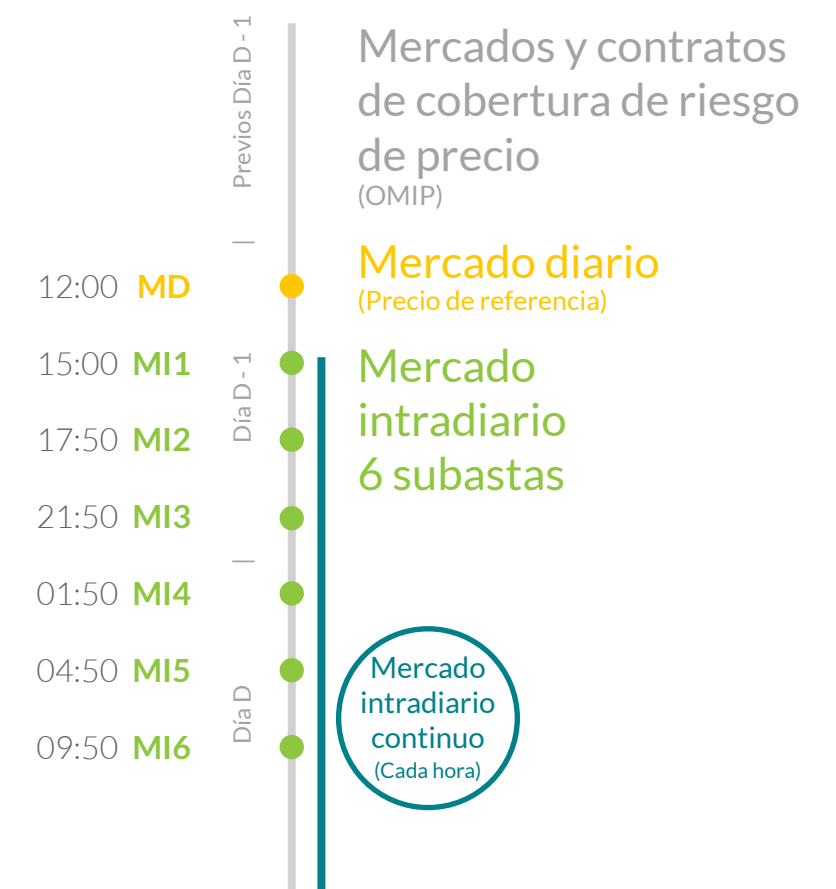 Previos Día D - 1
Mercados y contratos
de cobertura de riesgo
de precio
(OMIP)
12:00 MD
Mercado diario
(Precio de referencia)
Día D - 1
15:00 MI1
Mercado
intradiario
6 subastas
17:50 MI2
21:50 MI3
01:50 MI4
04:50 MI5
09:50 MI6
Día D
Mercado
intradiario
continuo
(Cada hora)